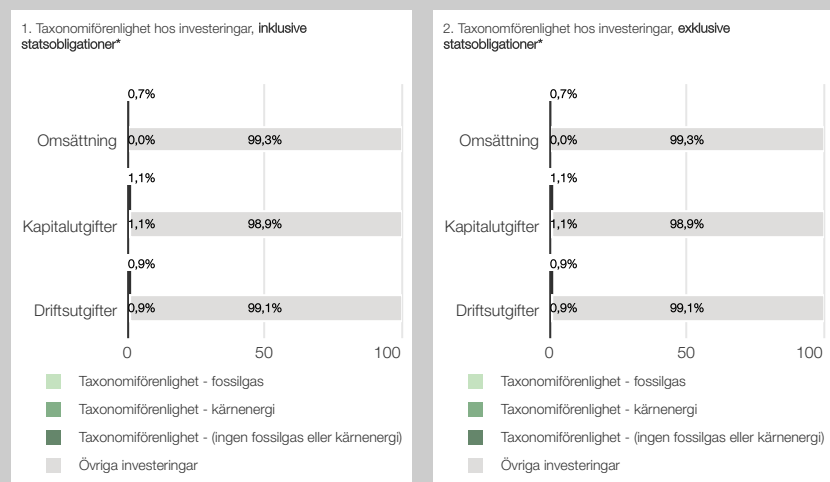 1. Taxonomiförenlighet hos investeringar, inklusive
statsobligationer*
0,7%
Omsättning
0,0%
99,3%
1,1%
Kapitalutgifter
1,1%
98,9%
0,9%
Driftsutgifter
0,9%
99,1%
0
50
100
Taxonomiförenlighet - fossilgas
Taxonomiförenlighet - kärnenergi
Taxonomiförenlighet - (ingen fossilgas eller kärnenergi)
Övriga investeringar
2. Taxonomförenlighet hos investeringar, exklusive
statsobligationer*
0,7%
Omsättning
0,0%
99,3%
1,1%
Kapitalutgifter
1,1%
98,9%
0,9%
Driftsutgifter
0,9%
99,1%
0
50
100
Taxonomiförenlighet - fossilgas
Taxonomiförenlighet - kärnenergi
Taxonomiförenlighet - (ingen fossilgas eller kärnenergi)
Övriga investeringar